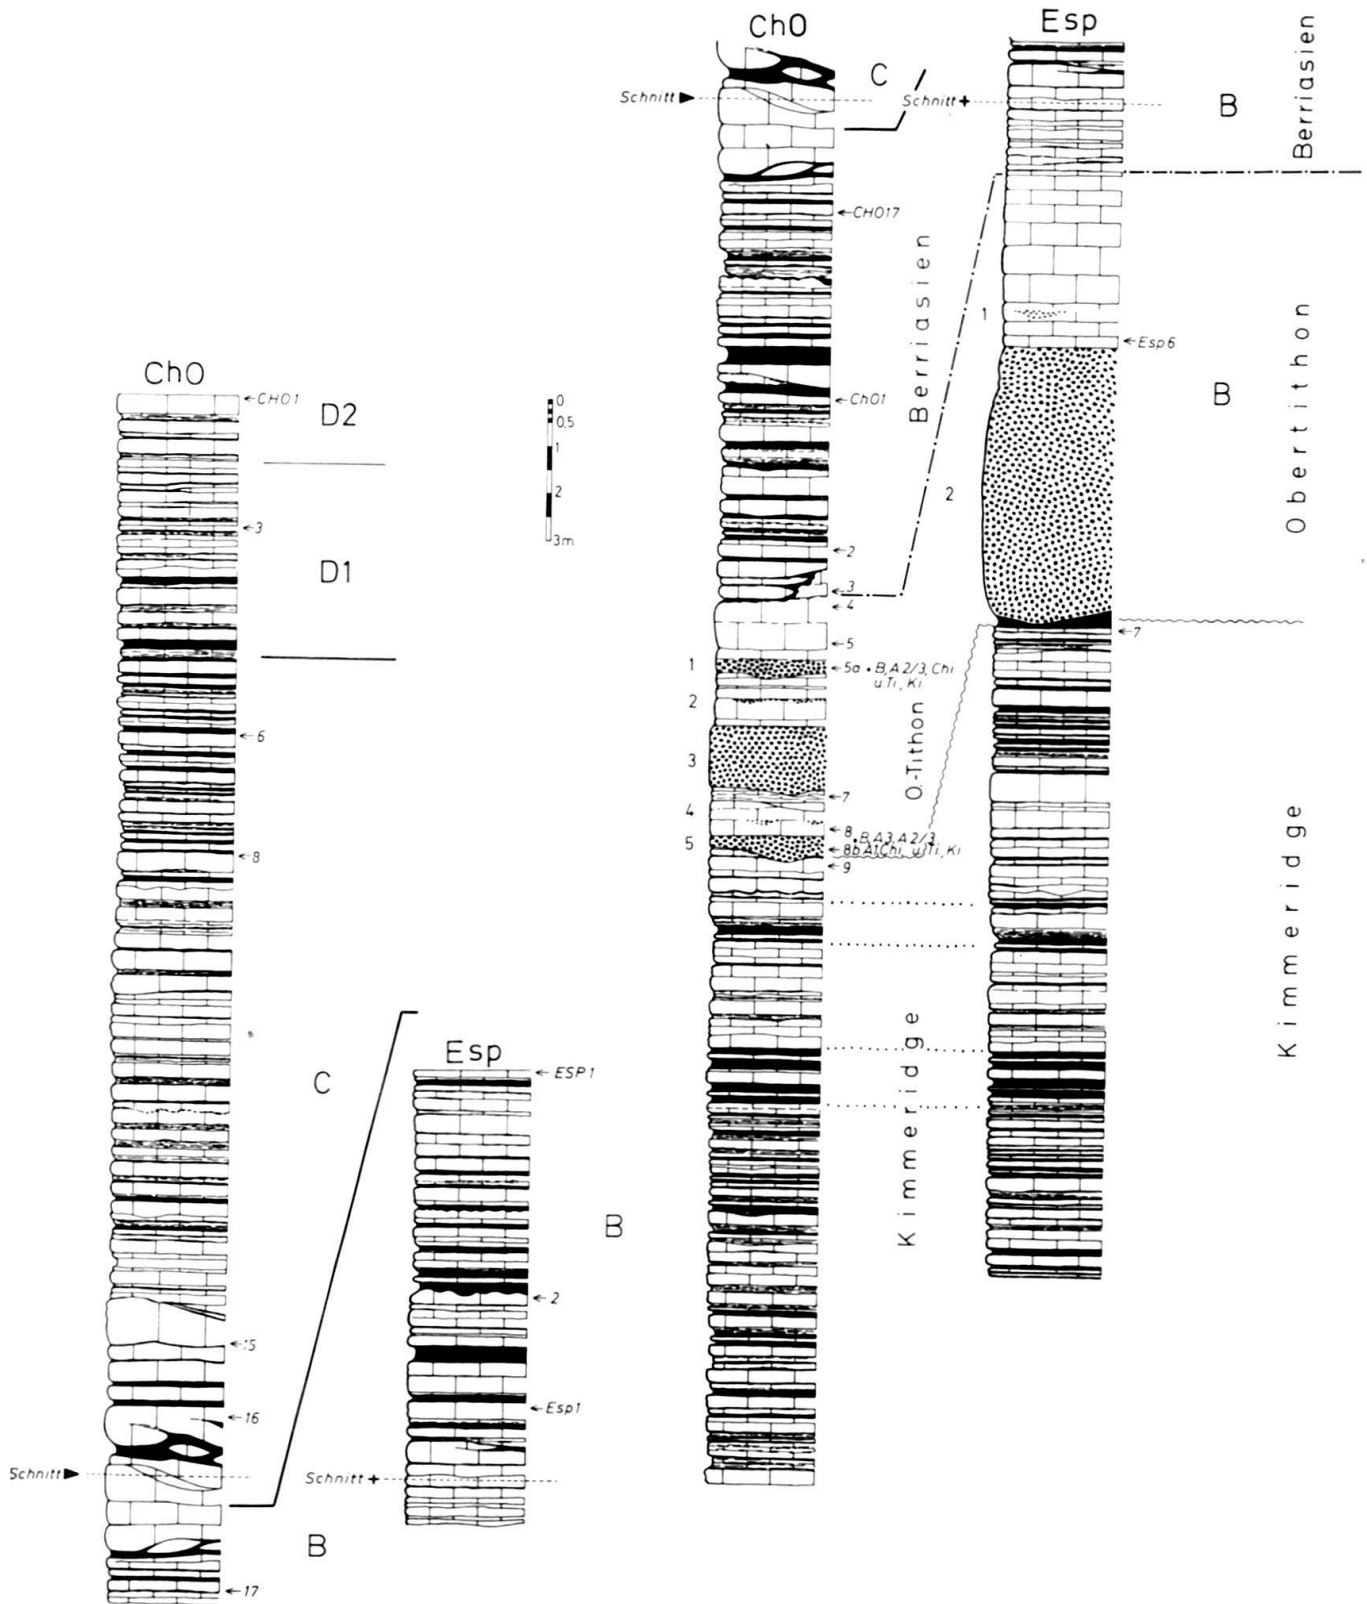 ChO
←CHO1
D2
←3
D1
←6
←8
C
←15
←16
Schnitt ▶
B
←17
0
0,5
1
2
3m
Esp
←ESP1
B
←2
←Esp1
Schnitt +
ChO
C
Schnitt ▶
←CHO17
Berriasien
←ChO1
←2
←3
←4
←5
1
←5a • B, A 2/3, Chi
u.Ti, Ki
2
3
O.-Tithon
←7
4
←8
• B, A3, A 2/3,
5
←8b A1, Chi, u.Ti, Ki
←9
Kimmeridge
Esp
Schnitt +
B
Berriasien
1
←Esp6
B
Obertithon
2
←7
Kimmeridge